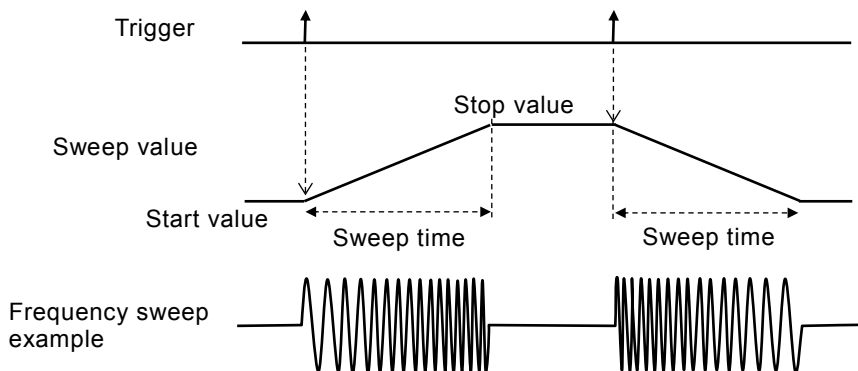 Trigger
Stop value
Sweep value
Start value
Sweep time
Sweep time
Frequency sweep
example